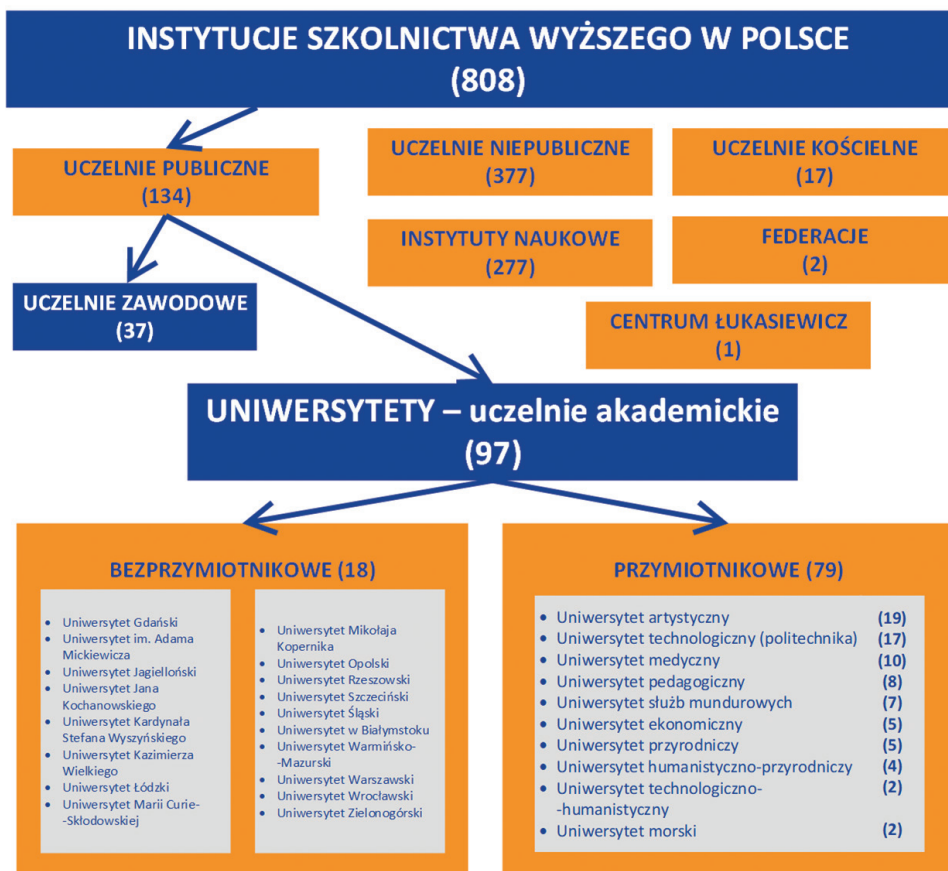 INSTYTUCJE SZKOLNICTWA WYŻSZEGO W POLSCE
(808)
UCZELNIE PUBLICZNE
(134)
UCZELNIE NIEPUBLICZNE
(377)
UCZELNIE KOŚCIELNE
(17)
INSTYTUTY NAUKOWE
(277)
FEDERACJE
(2)
UCZELNIE ZAWODOWE
(37)
CENTRUM ŁUKASIEWICZ
(1)
UNIWERSYTETY – uczelnie akademickie
(97)
BEZPRZYMIOTNIKOWE (18)
• Uniwersytet Gdański
• Uniwersytet im. Adama
Mickiewicza
• Uniwersytet Jagielloński
• Uniwersytet Jana
Kochanowskiego
• Uniwersytet Kardynała
Stefana Wyszyńskiego
• Uniwersytet Kazimierza
Wielkiego
• Uniwersytet Łódzki
• Uniwersytet Marii Curie-
-Skłodowskiej
• Uniwersytet Mikołaja
Kopernika
• Uniwersytet Opolski
• Uniwersytet Rzeszowski
• Uniwersytet Szczeciński
• Uniwersytet Śląski
• Uniwersytet w Białymstoku
• Uniwersytet Warmińsko-
-Mazurski
• Uniwersytet Warszawski
• Uniwersytet Wrocławski
• Uniwersytet Zielonogórski
PRZYMIOTNIKOWE (79)
• Uniwersytet artystyczny (19)
• Uniwersytet technologiczny (politechnika) (17)
• Uniwersytet medyczny (10)
• Uniwersytet pedagogiczny (8)
• Uniwersytet służb mundurowych (7)
• Uniwersytet ekonomiczny (5)
• Uniwersytet przyrodniczy (5)
• Uniwersytet humanistyczno-przyrodniczy (4)
• Uniwersytet technologiczno- (2)
-humanistyczny
• Uniwersytet morski (2)